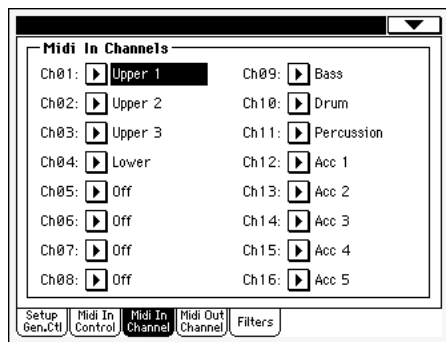 Midi In Channels
Ch01: Upper 1
Ch02: Upper 2
Ch03: Upper 3
Ch04: Lower
Ch05: Off
Ch06: Off
Ch07: Off
Ch08: Off
Ch09: Bass
Ch10: Drum
Ch11: Percussion
Ch12: Acc 1
Ch13: Acc 2
Ch14: Acc 3
Ch15: Acc 4
Ch16: Acc 5
Setup Gen.Ctl
Midi In Control
Midi In Channel
Midi Out Channel
Filters